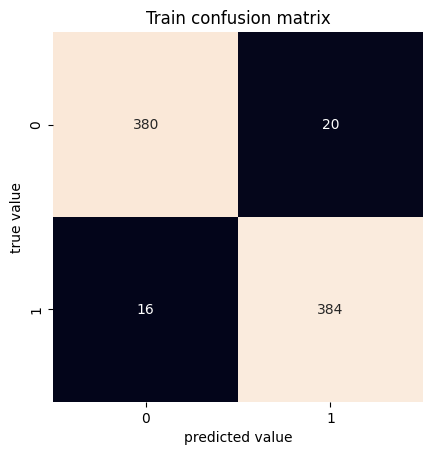 Train confusion matrix
true value
0
380
20
1
16
384
0
1
predicted value